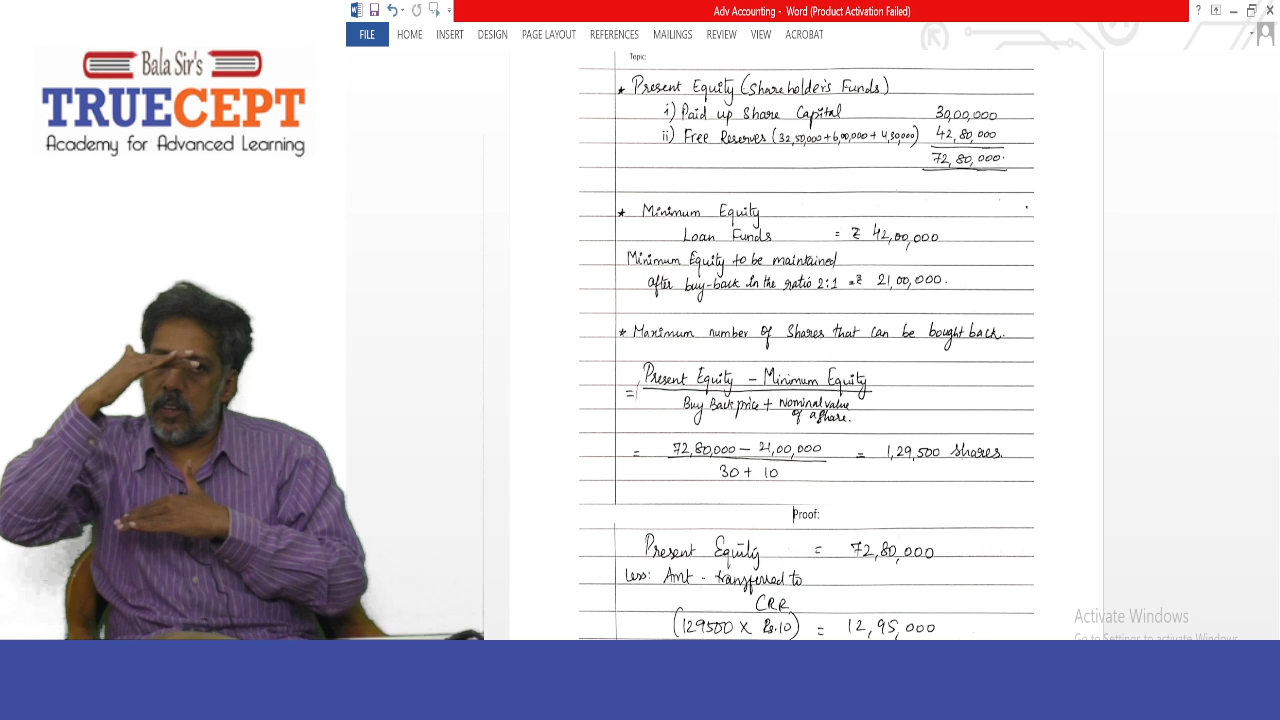 Adv Accounting - Word (Product Activation Failed)
FILE HOME INSERT DESIGN PAGE LAYOUT REFERENCES MAILINGS REVIEW VIEW ACROBAT
Bala Sir's
TRUECEPT
Academy for Advanced Learning
Topic:
* Present Equity (Shareholder's Funds)
i) Paid up Share Capital 30,00,000
ii) Free Reserves (32,50,000 + 6,00,000 + 4,30,000) 42,80,000
72,80,000.
* Minimum Equity
Loan Funds = ₹ 42,00,000
Minimum Equity to be maintained
after buy-back in the ratio 2:1 = ₹ 21,00,000.
* Maximum number of Shares that can be bought back.
= Present Equity - Minimum Equity
Buy Back price + Nominal value
of a share.
= 72,80,000 - 21,00,000 = 1,29,500 shares.
30 + 10
Proof:
Present Equity = 72,80,000
Less: Amt - transferred to
CRR
(129500 X Rs.10) = 12,95,000
Activate Windows
Go to Settings to activate Windows.